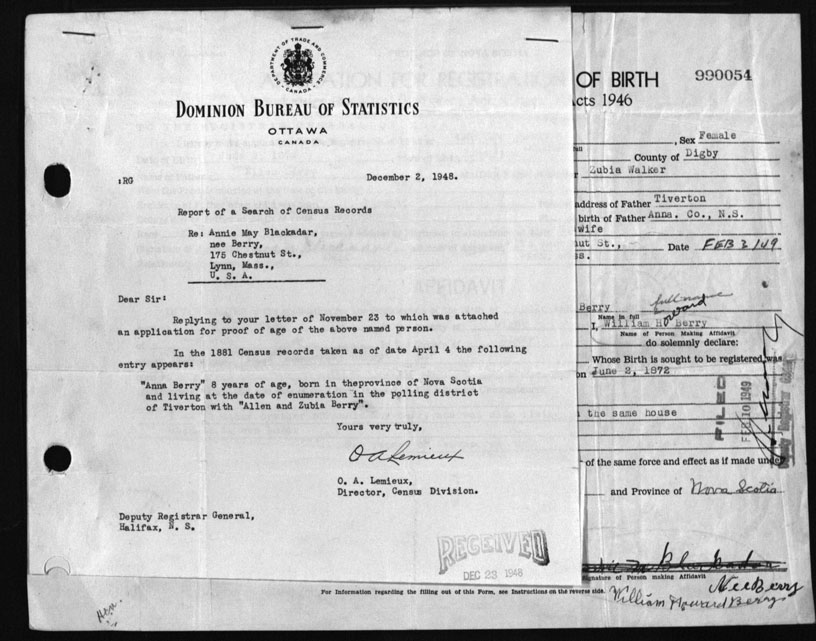 DEPARTMENT OF TRADE AND COMMERCE
CANADA
DOMINION BUREAU OF STATISTICS
OTTAWA
CANADA
:RG
December 2, 1948.
Report of a Search of Census Records
Re: Annie May Blackadar,
nee Berry,
175 Chestnut St.,
Lynn, Mass.,
U. S. A.
Dear Sir:
Replying to your letter of November 23 to which was attached
an application for proof of age of the above named person.
In the 1881 Census records taken as of date April 4 the following
entry appears:
"Anna Berry" 8 years of age, born in theprovince of Nova Scotia
and living at the date of enumeration in the polling district
of Tiverton with "Allen and Zubia Berry".
Yours very truly,
O A Lemieux
O. A. Lemieux,
Director, Census Division.
Deputy Registrar General,
Halifax, N. S.
RECEIVED
DEC 23 1948
OF BIRTH
990054
Acts 1946
, Sex Female
County of Digby
Zubia Walker
address of Father Tiverton
birth of Father Anna. Co., N.S.
wife
nut St., Date FEB 2/49
ss.
Berry
full name
Name in full
Howard
I, William H. Berry
Name of Person Making Affidavit
do solemnly declare:
Whose Birth is sought to be registered was
on June 2, 1872
FILED
FEB 10 1949
the same house
of the same force and effect as if made under
and Province of Nova Scotia
Signature of Person making Affidavit
Nee Berry
For Information regarding the filling out of this Form, see Instructions on the reverse side.
William Howard Berry